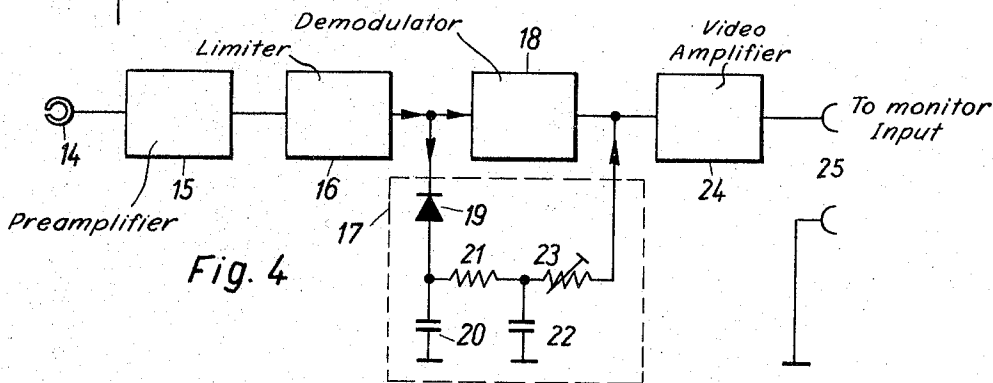 Demodulator
18
Video
Amplifier
Limiter
To monitor
Input
14
15
16
24
25
Preamplifier
17
19
21
23
Fig. 4
20
22